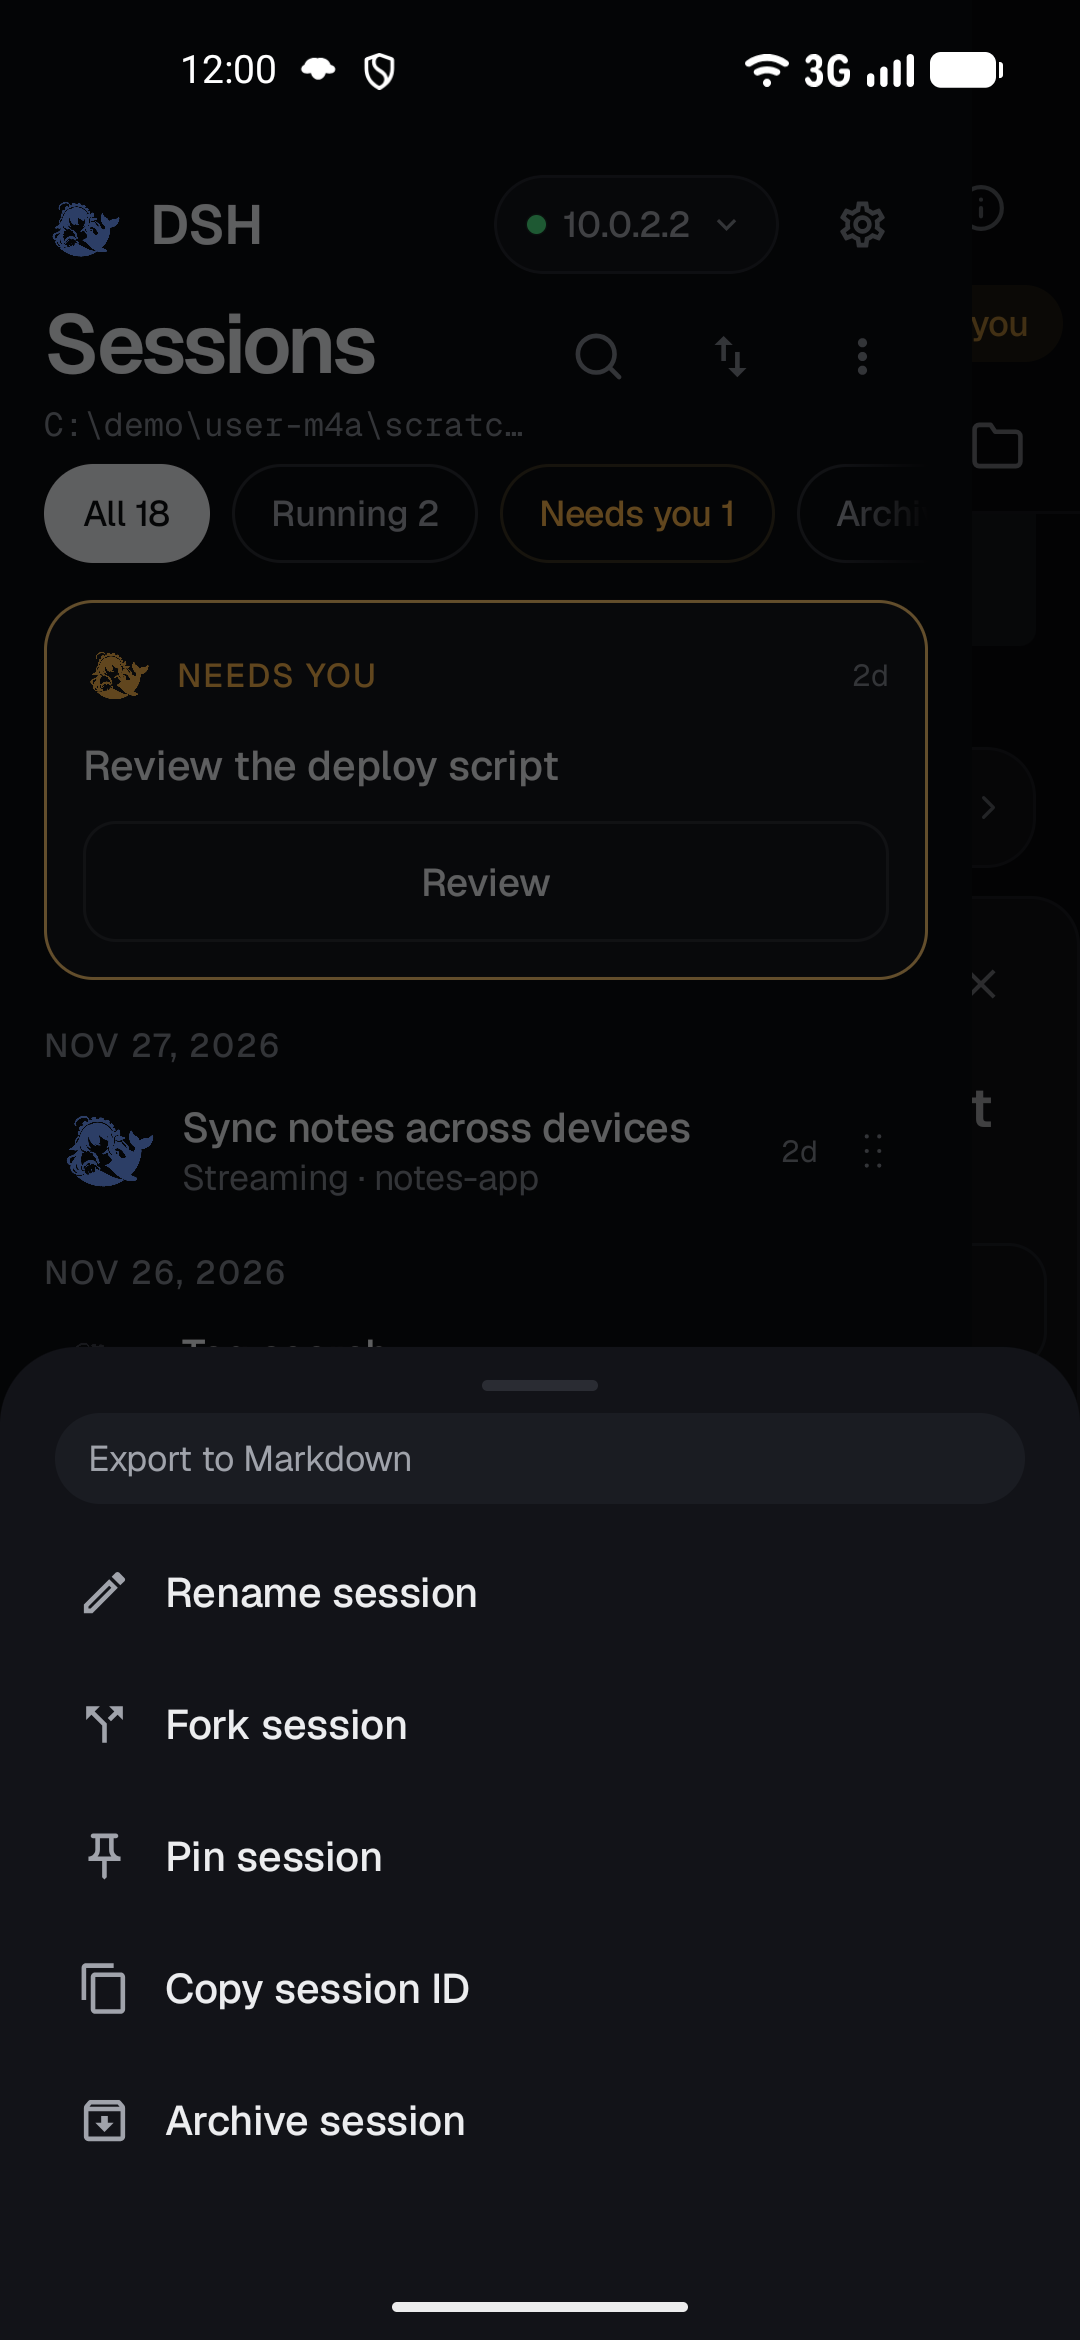 12:00
3G
DSH
10.0.2.2
Sessions
you
C:\demo\user-m4a\scratc…
All 18
Running 2
Needs you 1
Archi
NEEDS YOU
2d
Review the deploy script
Review
NOV 27, 2026
Sync notes across devices
2d
Streaming · notes-app
t
NOV 26, 2026
Export to Markdown
Rename session
Fork session
Pin session
Copy session ID
Archive session